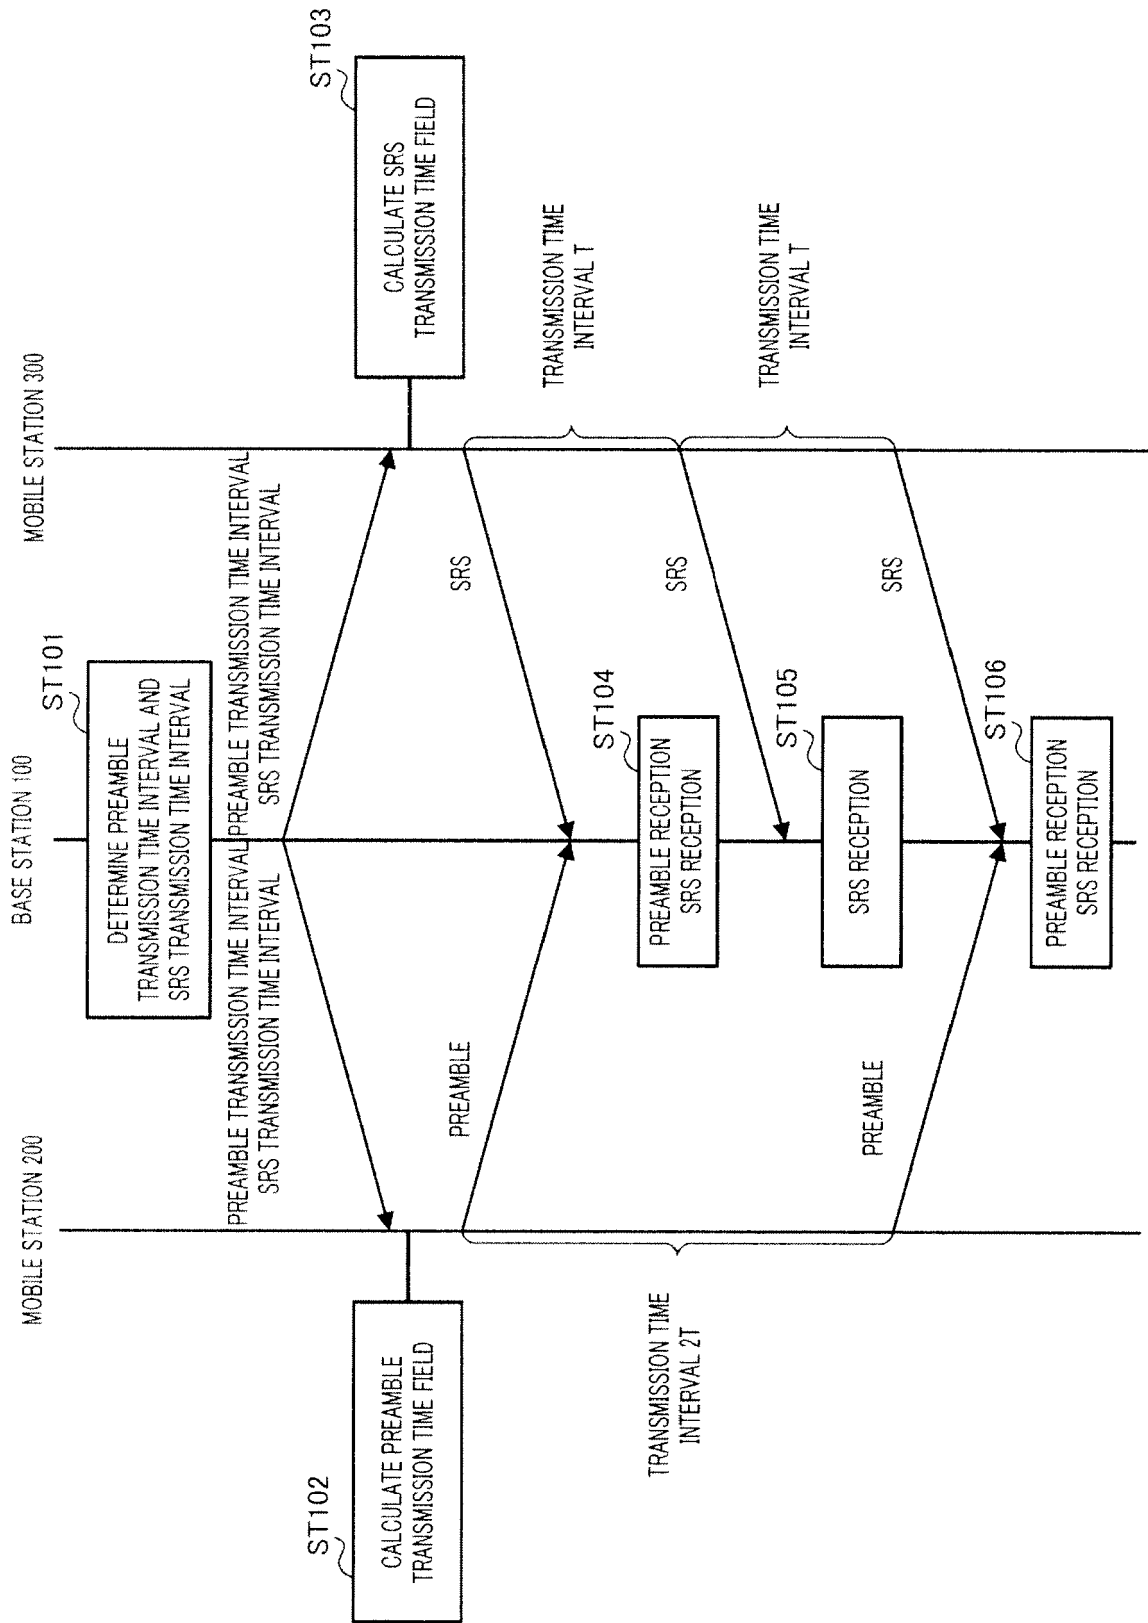 MOBILE STATION 200
BASE STATION 100
MOBILE STATION 300
ST101
DETERMINE PREAMBLE
TRANSMISSION TIME INTERVAL AND
SRS TRANSMISSION TIME INTERVAL
PREAMBLE TRANSMISSION TIME INTERVAL
SRS TRANSMISSION TIME INTERVAL
PREAMBLE TRANSMISSION TIME INTERVAL
SRS TRANSMISSION TIME INTERVAL
ST102
CALCULATE PREAMBLE
TRANSMISSION TIME FIELD
ST103
CALCULATE SRS
TRANSMISSION TIME FIELD
PREAMBLE
SRS
TRANSMISSION TIME
INTERVAL T
ST104
PREAMBLE RECEPTION
SRS RECEPTION
TRANSMISSION TIME
INTERVAL 2T
SRS
TRANSMISSION TIME
INTERVAL T
ST105
SRS RECEPTION
PREAMBLE
SRS
ST106
PREAMBLE RECEPTION
SRS RECEPTION